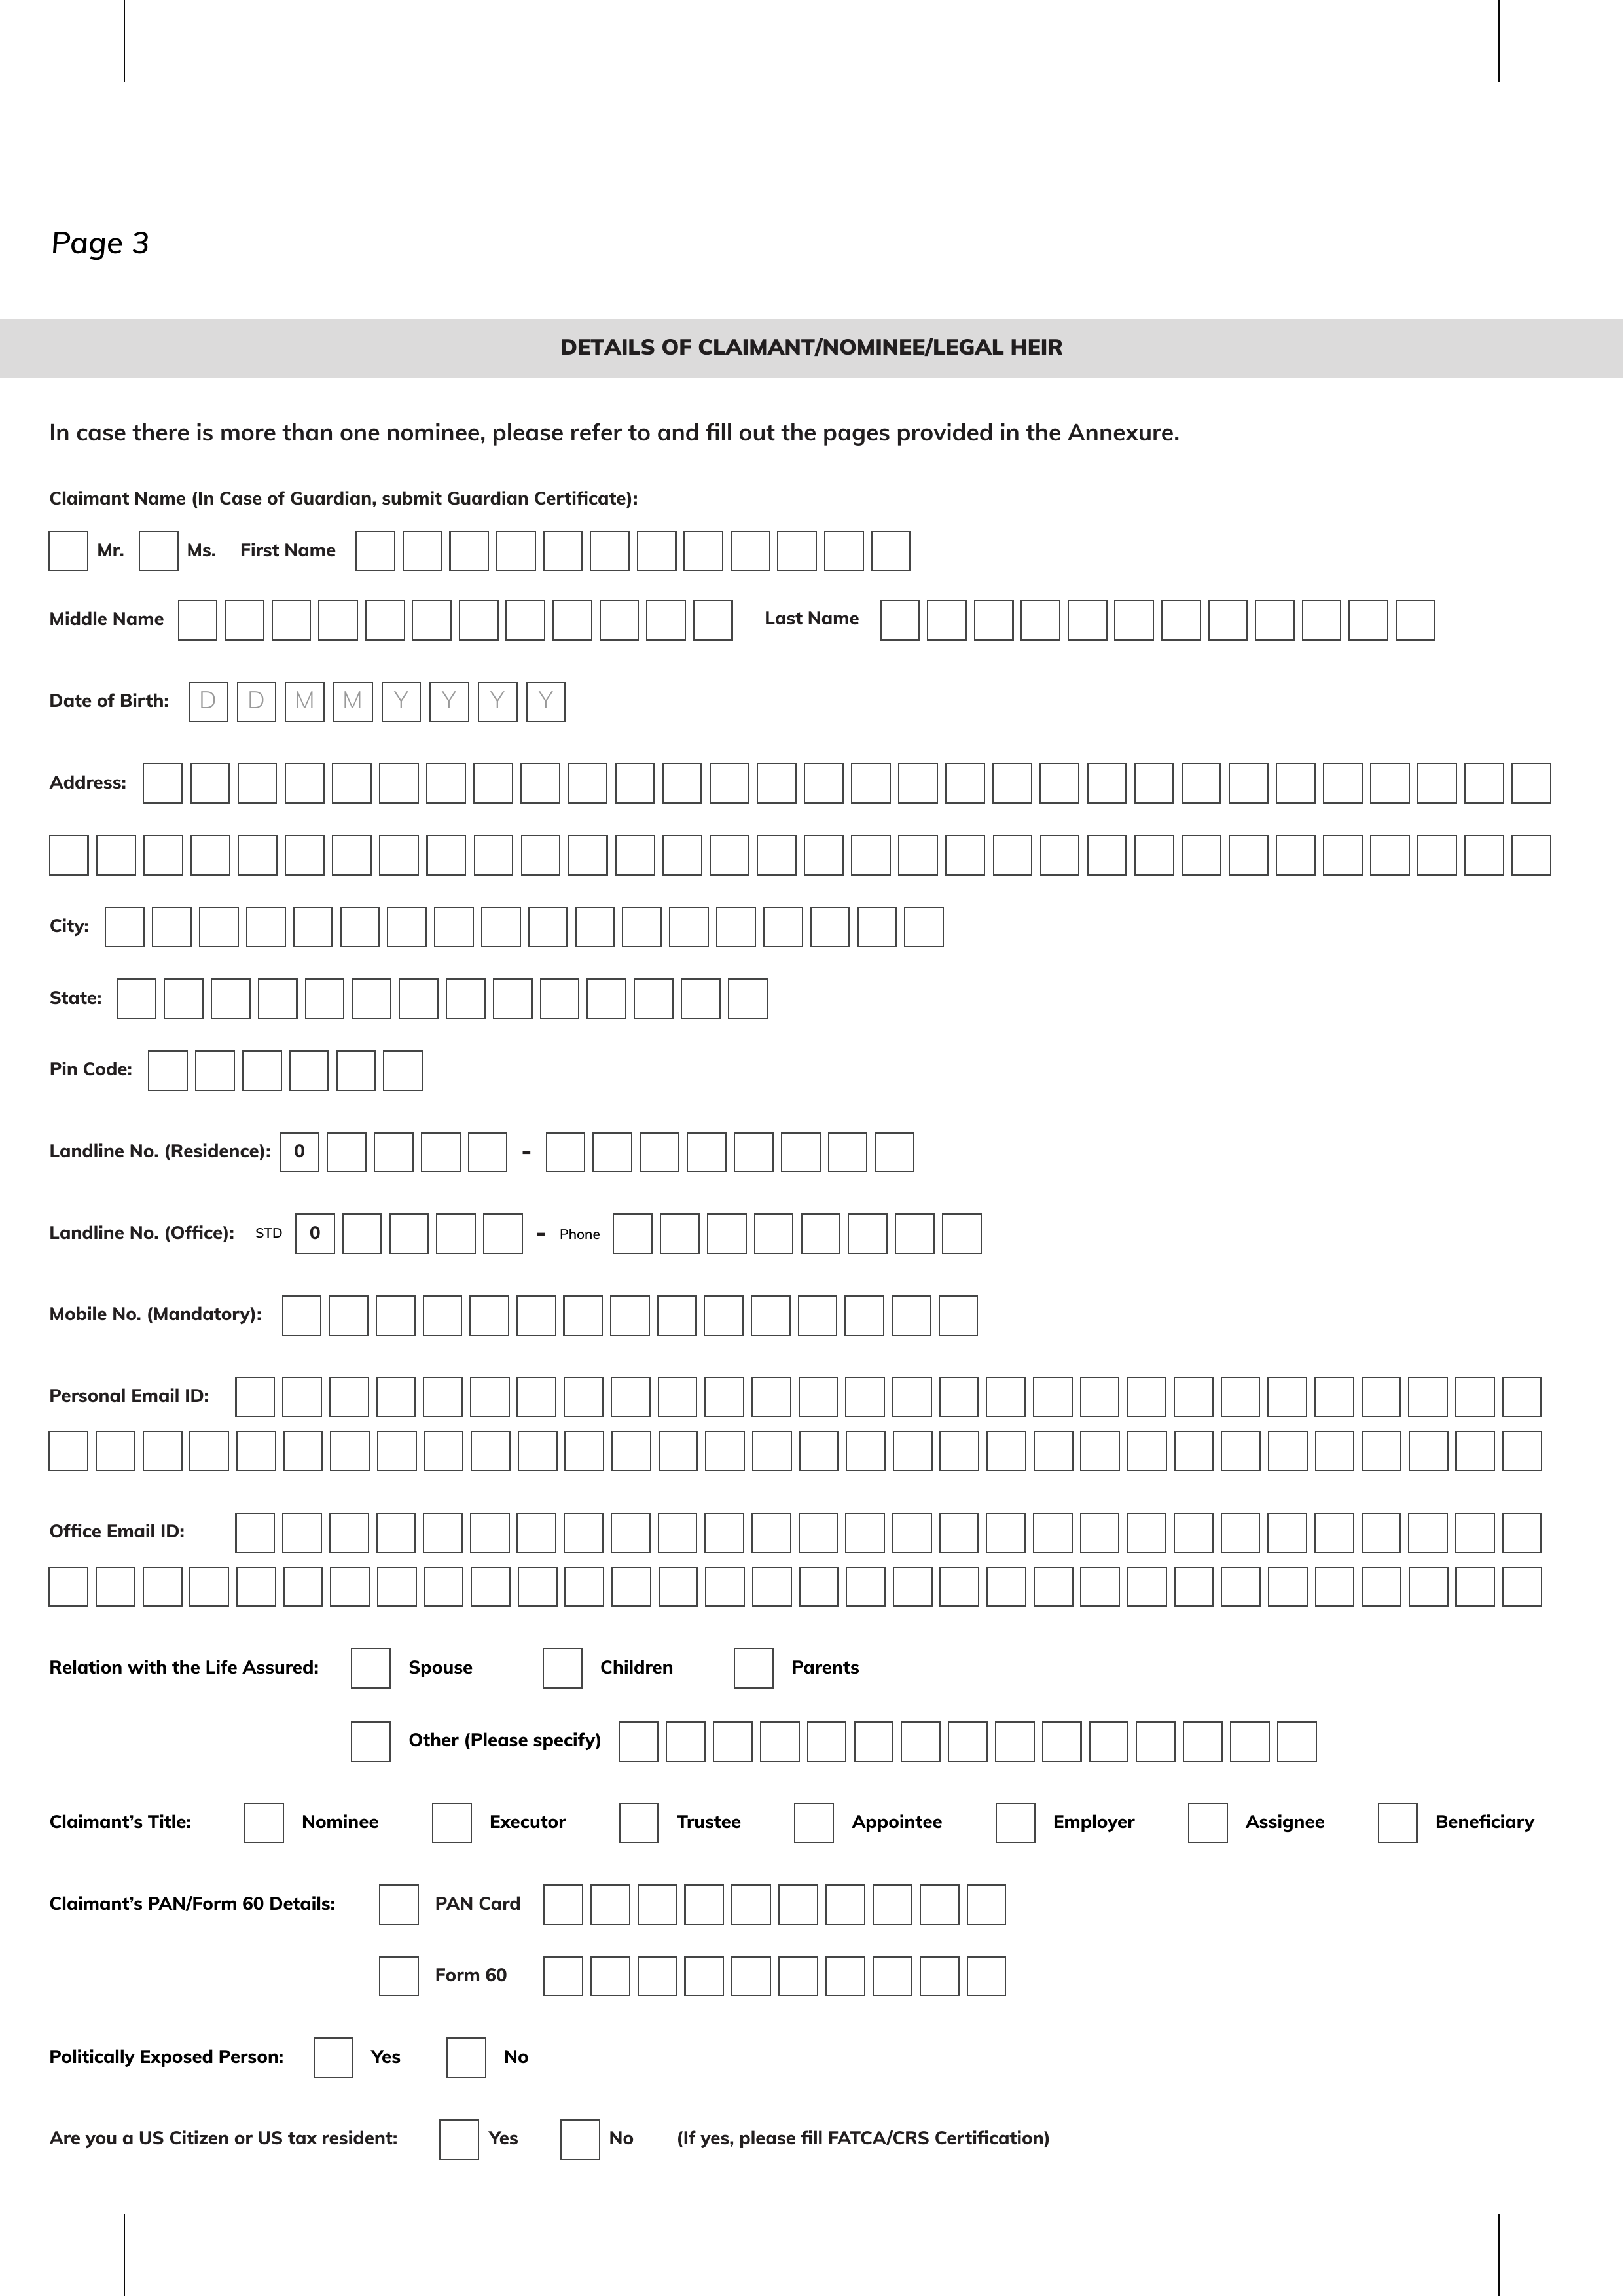 Page 3
DETAILS OF CLAIMANT/NOMINEE/LEGAL HEIR
In case there is more than one nominee, please refer to and fill out the pages provided in the Annexure.
Claimant Name (In Case of Guardian, submit Guardian Certificate):
Mr. Ms. First Name
Middle Name Last Name
Date of Birth: D D M M Y Y Y Y
Address:
City:
State:
Pin Code:
Landline No. (Residence): 0 -
Landline No. (Office): STD 0 - Phone
Mobile No. (Mandatory):
Personal Email ID:
Office Email ID:
Relation with the Life Assured: Spouse Children Parents
Other (Please specify)
Claimant’s Title: Nominee Executor Trustee Appointee Employer Assignee Beneficiary
Claimant’s PAN/Form 60 Details: PAN Card
Form 60
Politically Exposed Person: Yes No
Are you a US Citizen or US tax resident: Yes No (If yes, please fill FATCA/CRS Certification)